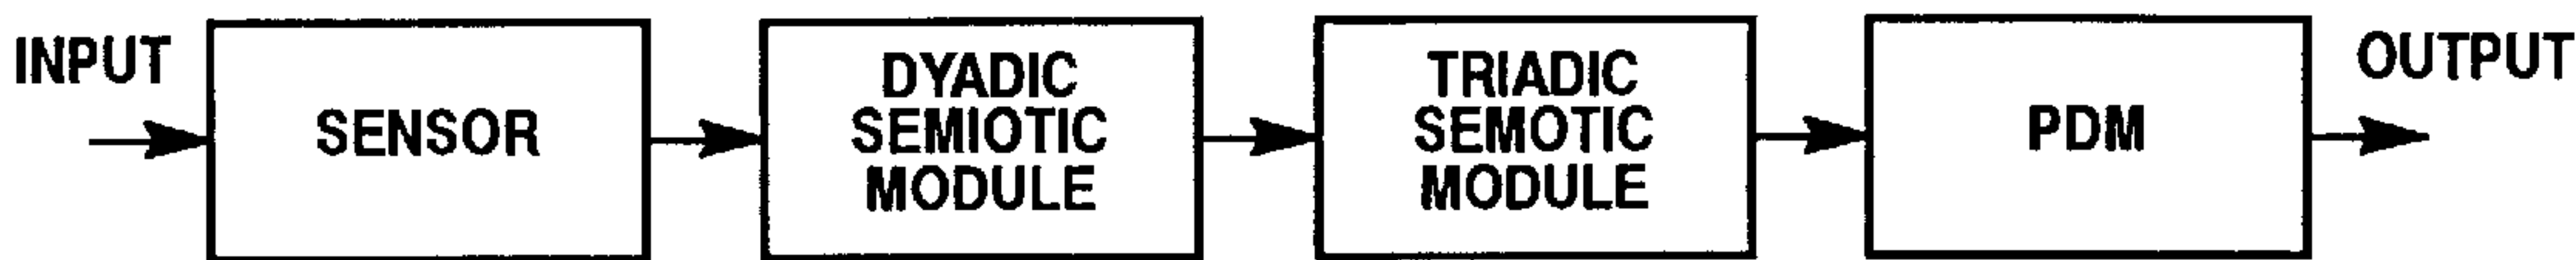 INPUT
SENSOR
DYADIC
SEMIOTIC
MODULE
TRIADIC
SEMOTIC
MODULE
PDM
OUTPUT